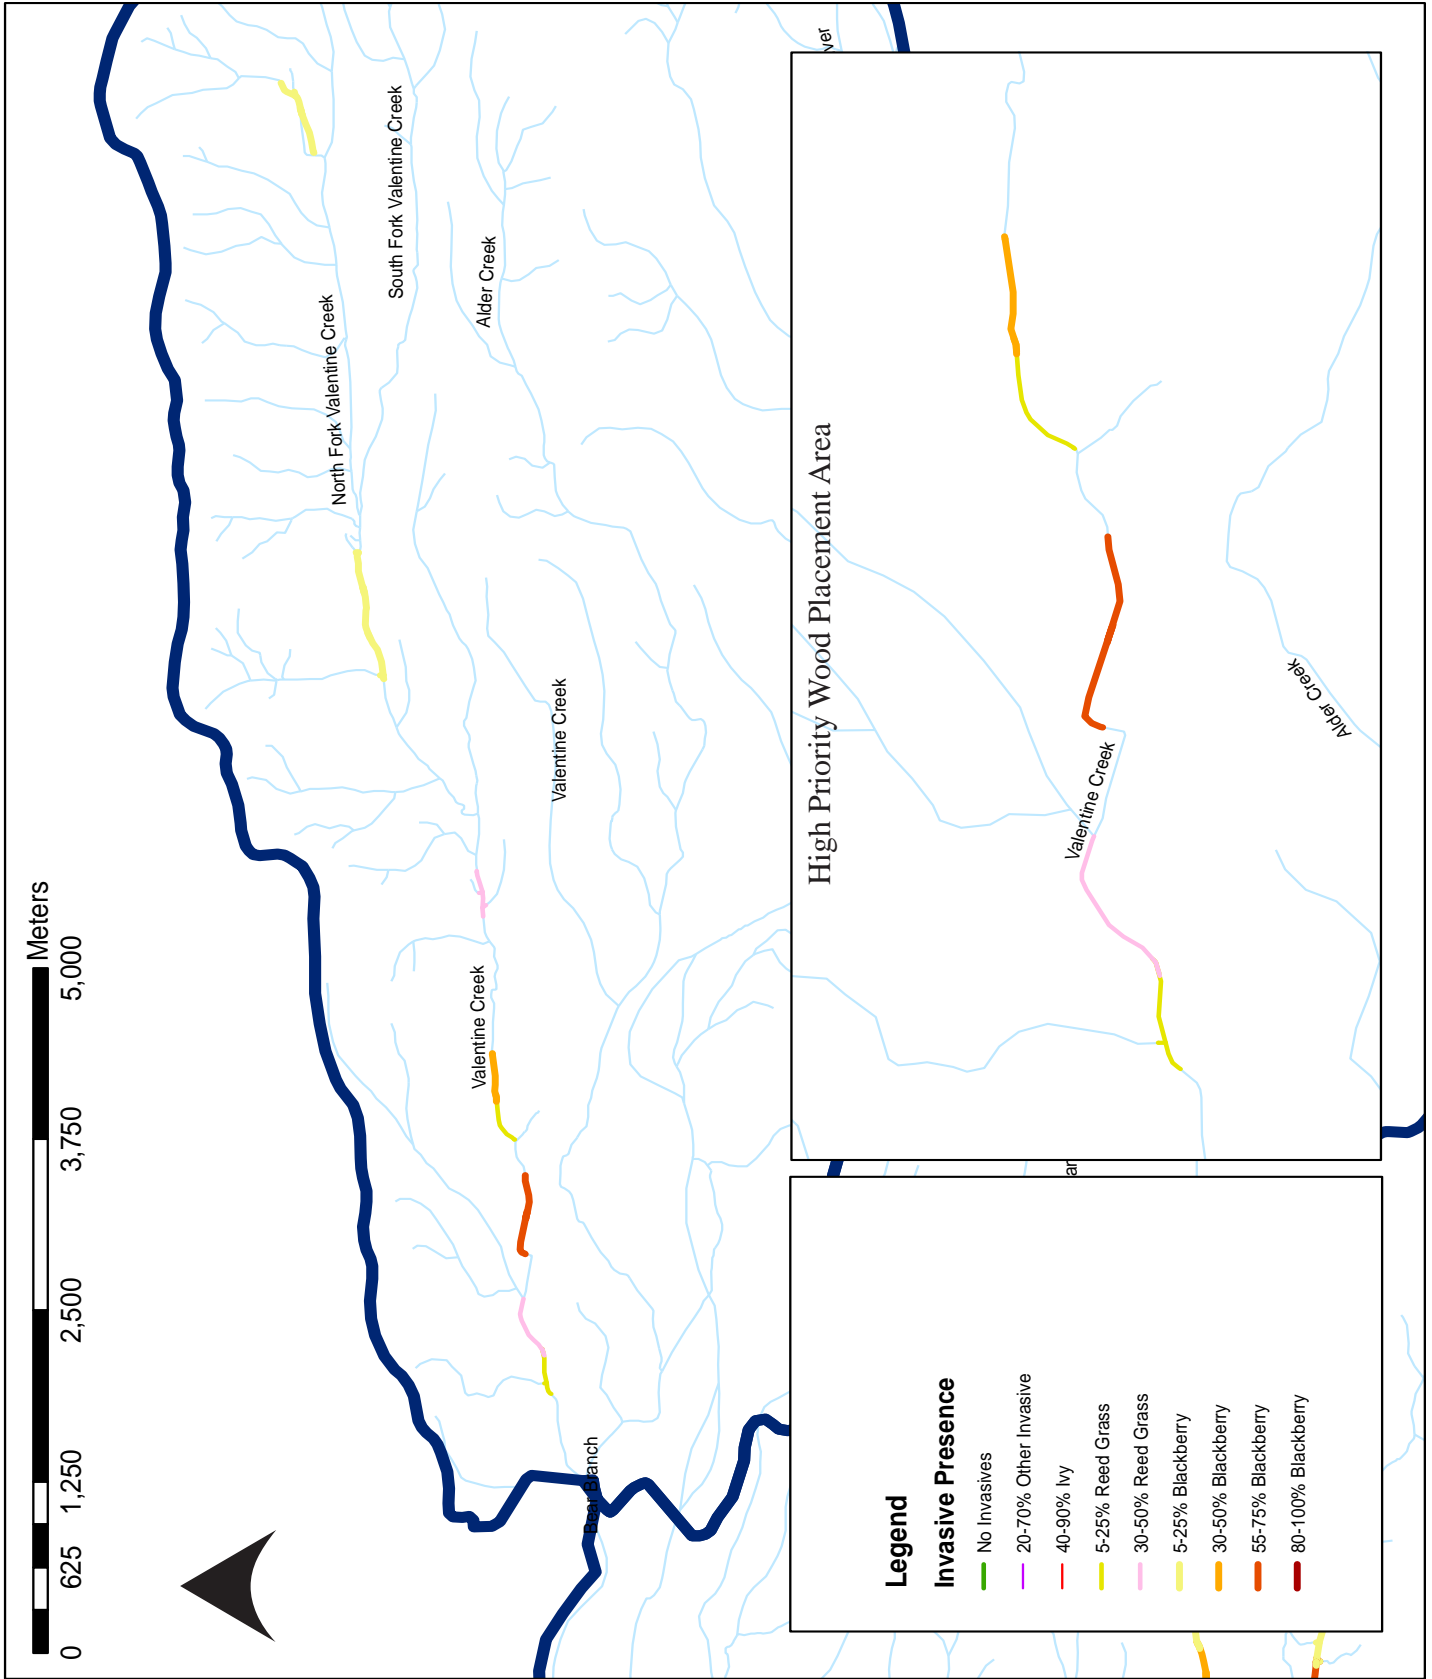 0 625 1,250 2,500 3,750 5,000
Meters
North Fork Valentine Creek
South Fork Valentine Creek
Alder Creek
Valentine Creek
Valentine Creek
Bear Branch
ver
ar
High Priority Wood Placement Area
Valentine Creek
Alder Creek
Legend
Invasive Presence
No Invasives
20-70% Other Invasive
40-90% Ivy
5-25% Reed Grass
30-50% Reed Grass
5-25% Blackberry
30-50% Blackberry
55-75% Blackberry
80-100% Blackberry